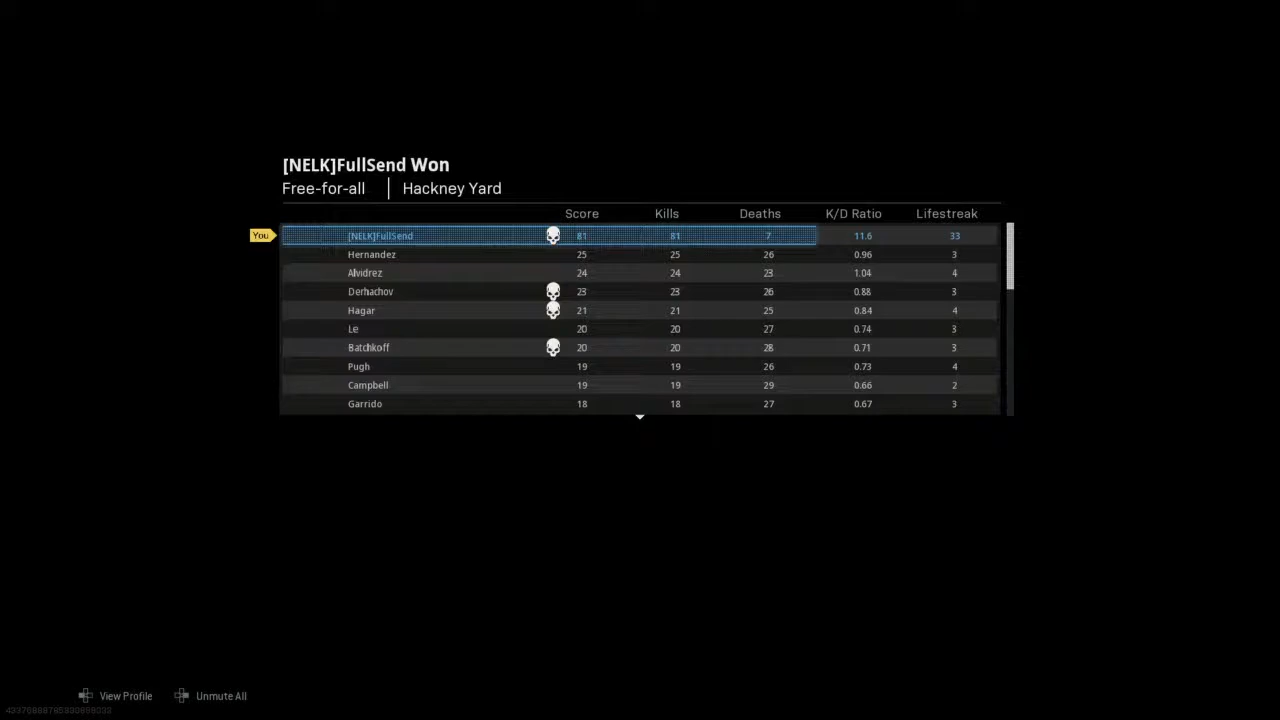 [NELK]FullSend Won
Free-for-all | Hackney Yard
Score Kills Deaths K/D Ratio Lifestreak
You [NELK]FullSend 81 81 7 11.6 33
Hernandez 25 25 26 0.96 3
Alvidrez 24 24 23 1.04 4
Derhachov 23 23 26 0.88 3
Hagar 21 21 25 0.84 4
Le 20 20 27 0.74 3
Batchkoff 20 20 28 0.71 3
Pugh 19 19 26 0.73 4
Campbell 19 19 29 0.66 2
Garrido 18 18 27 0.67 3
View Profile Unmute All